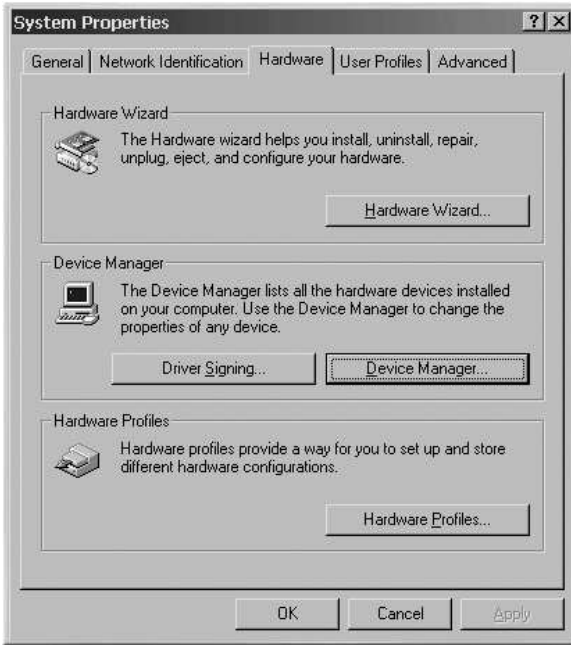 System Properties
General
Network Identification
Hardware
User Profiles
Advanced
Hardware Wizard
The Hardware wizard helps you install, uninstall, repair,
unplug, eject, and configure your hardware.
Hardware Wizard...
Device Manager
The Device Manager lists all the hardware devices installed
on your computer. Use the Device Manager to change the
properties of any device.
Driver Signing...
Device Manager...
Hardware Profiles
Hardware profiles provide a way for you to set up and store
different hardware configurations.
Hardware Profiles...
OK
Cancel
Apply